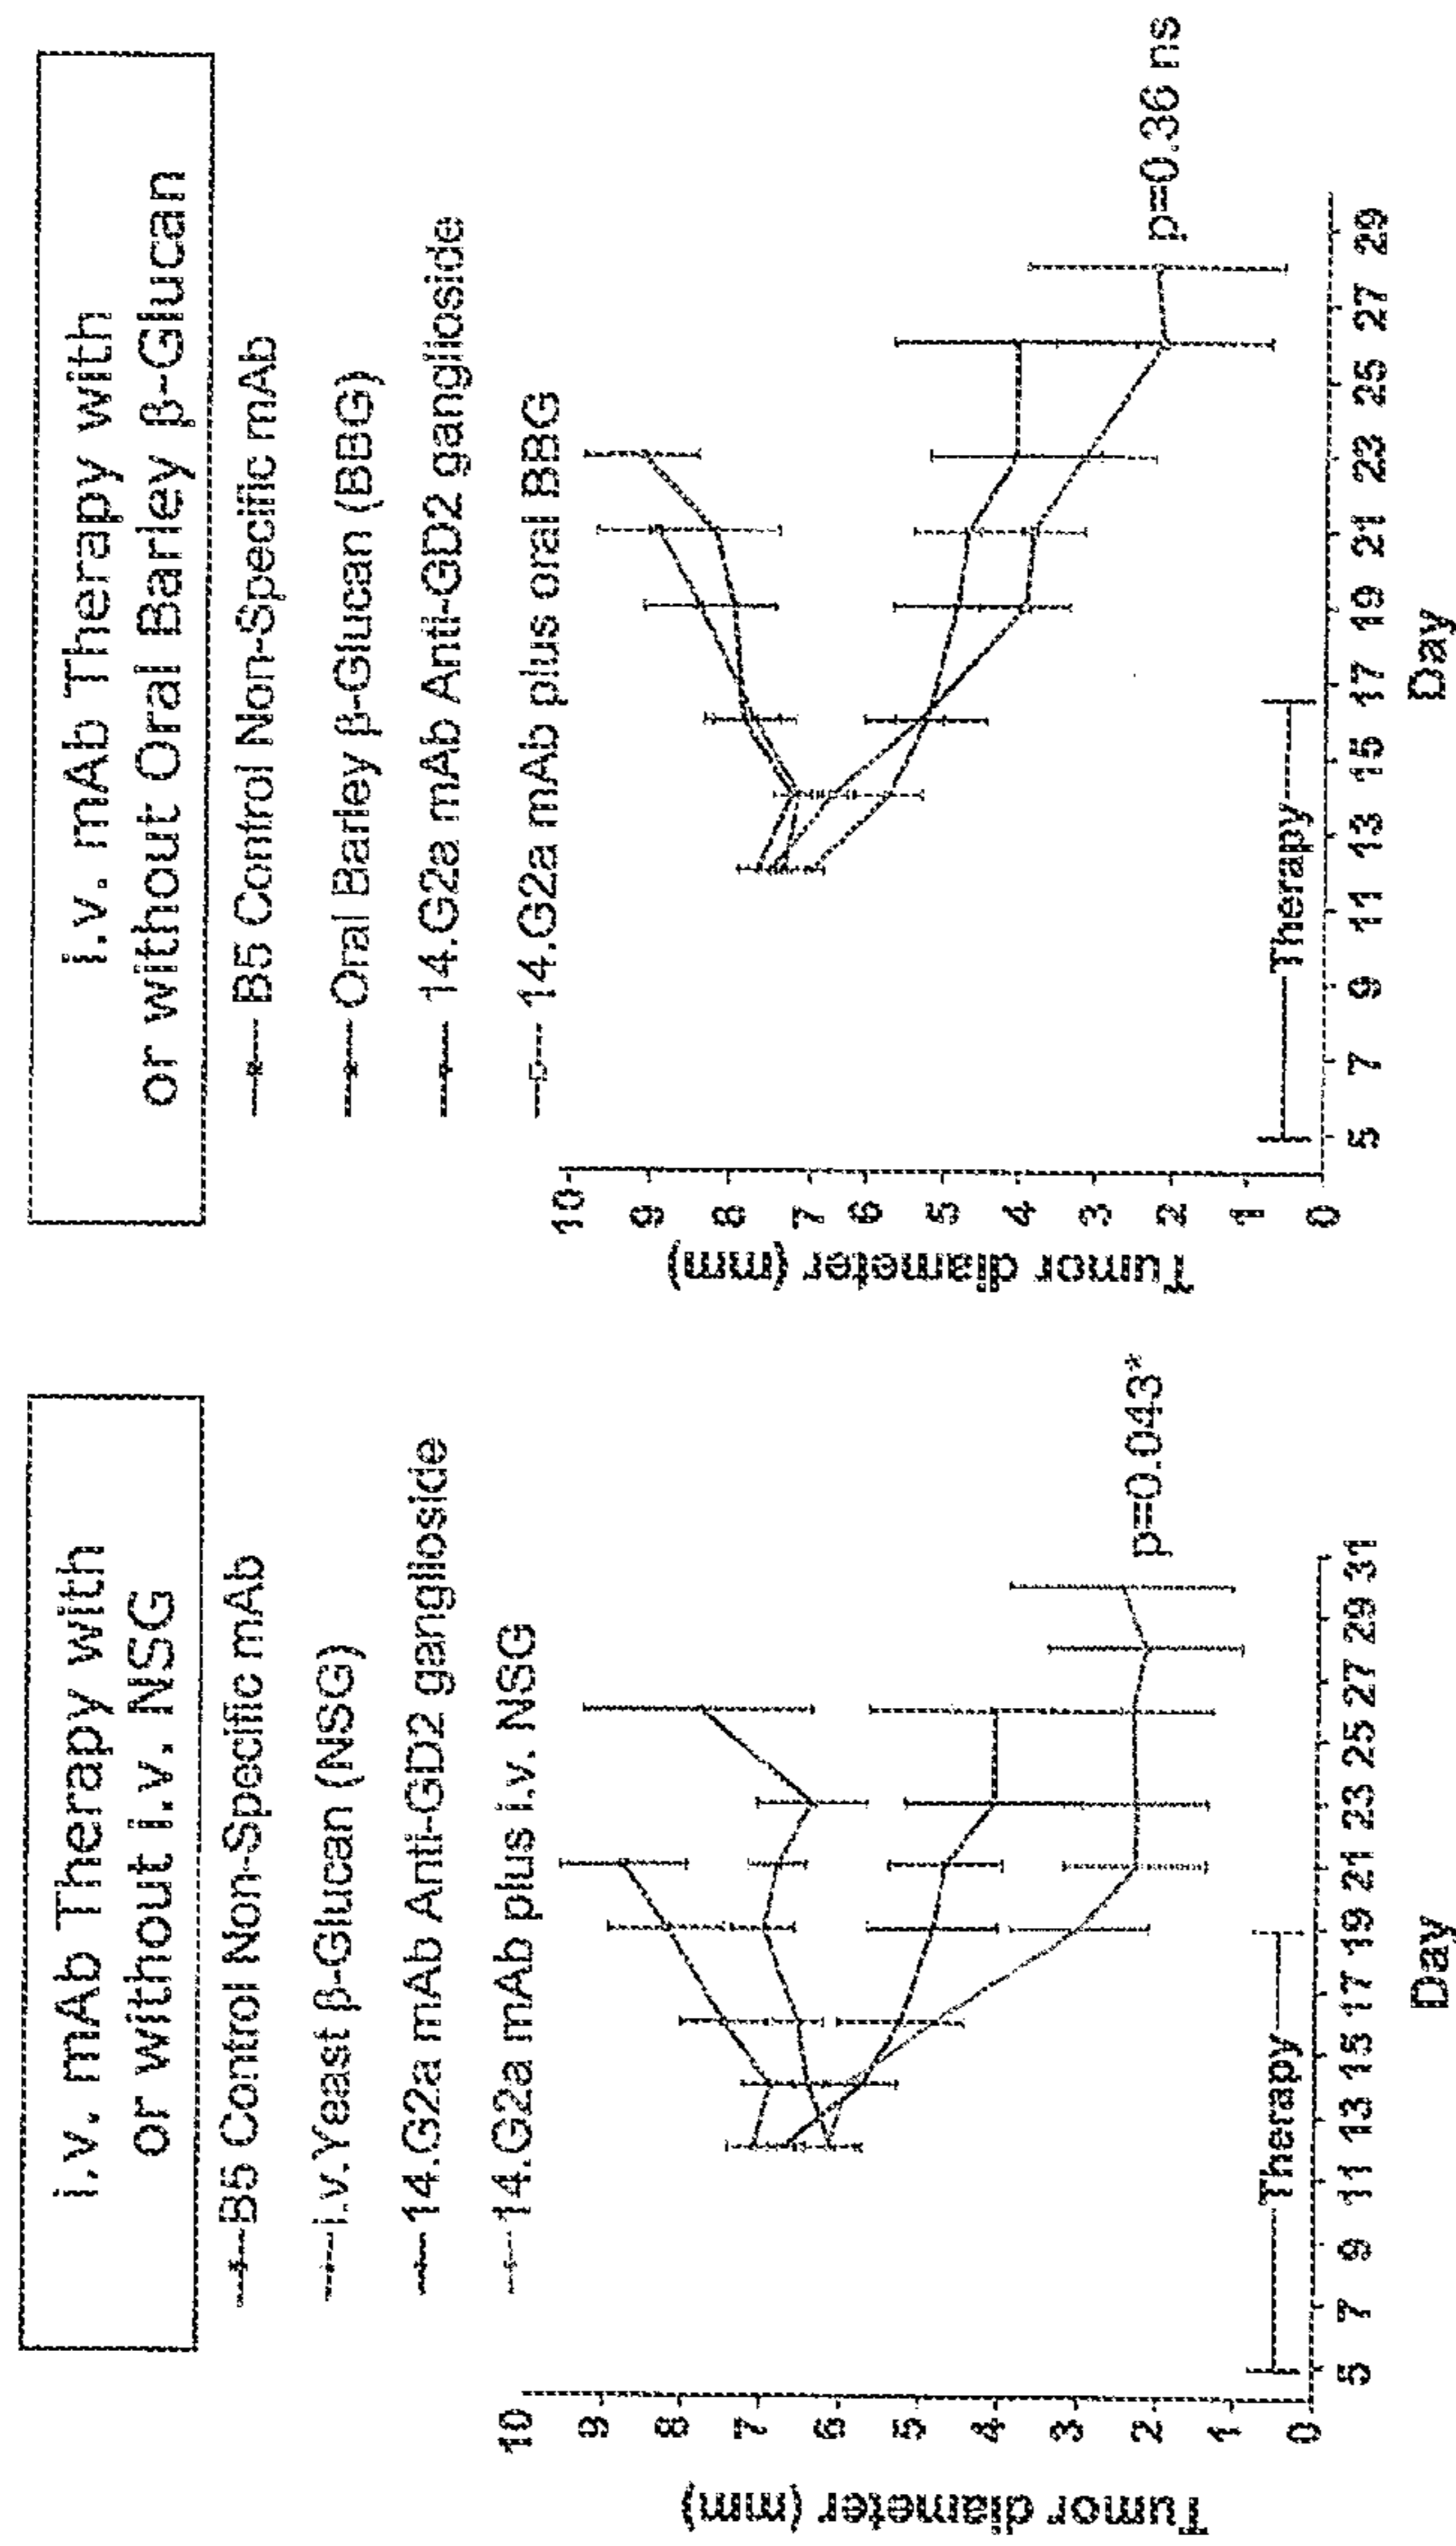 i.v. mAb Therapy with
or without i.v. NSG
B5 Control Non-Specific mAb
i.v.Yeast β-Glucan (NSG)
14.G2a mAb Anti-GD2 ganglioside
14.G2a mAb plus i.v. NSG
Tumor diameter (mm)
10
9
8
7
6
5
4
3
2
1
0
p=0.043*
Therapy
5 7 9 11 13 15 17 19 21 23 25 27 29 31
Day
i.v. mAb Therapy with
or without Oral Barley β-Glucan
B5 Control Non-Specific mAb
Oral Barley β-Glucan (BBG)
14.G2a mAb Anti-GD2 ganglioside
14.G2a mAb plus oral BBG
Tumor diameter (mm)
10
9
8
7
6
5
4
3
2
1
0
p=0.36 ns
Therapy
5 7 9 11 13 15 17 19 21 23 25 27 29
Day